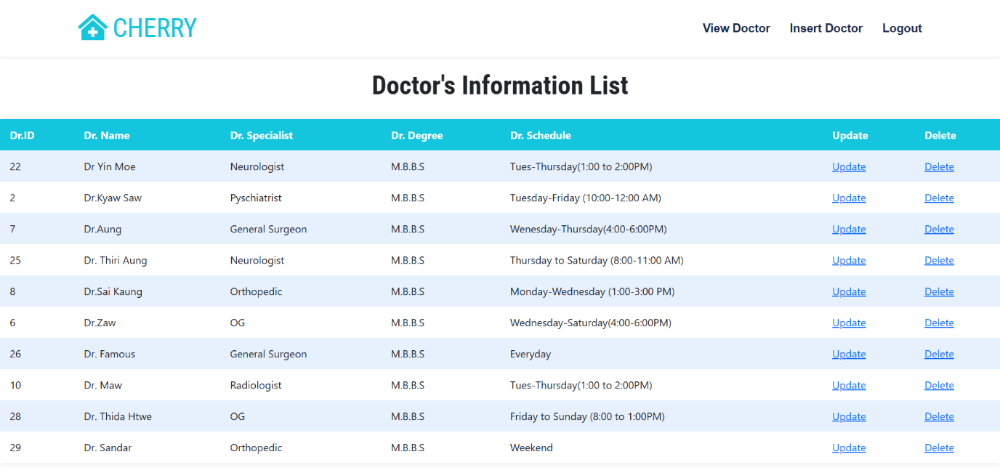 CHERRY
View Doctor Insert Doctor Logout
Doctor's Information List
Dr.ID Dr. Name Dr. Specialist Dr. Degree Dr. Schedule Update Delete
22 Dr Yin Moe Neurologist M.B.B.S Tues-Thursday(1:00 to 2:00PM) Update Delete
2 Dr.Kyaw Saw Pyschiatrist M.B.B.S Tuesday-Friday (10:00-12:00 AM) Update Delete
7 Dr.Aung General Surgeon M.B.B.S Wenesday-Thursday(4:00-6:00PM) Update Delete
25 Dr. Thiri Aung Neurologist M.B.B.S Thursday to Saturday (8:00-11:00 AM) Update Delete
8 Dr.Sai Kaung Orthopedic M.B.B.S Monday-Wednesday (1:00-3:00 PM) Update Delete
6 Dr.Zaw OG M.B.B.S Wednesday-Saturday(4:00-6:00PM) Update Delete
26 Dr. Famous General Surgeon M.B.B.S Everyday Update Delete
10 Dr. Maw Radiologist M.B.B.S Tues-Thursday(1:00 to 2:00PM) Update Delete
28 Dr. Thida Htwe OG M.B.B.S Friday to Sunday (8:00 to 1:00PM) Update Delete
29 Dr. Sandar Orthopedic M.B.B.S Weekend Update Delete